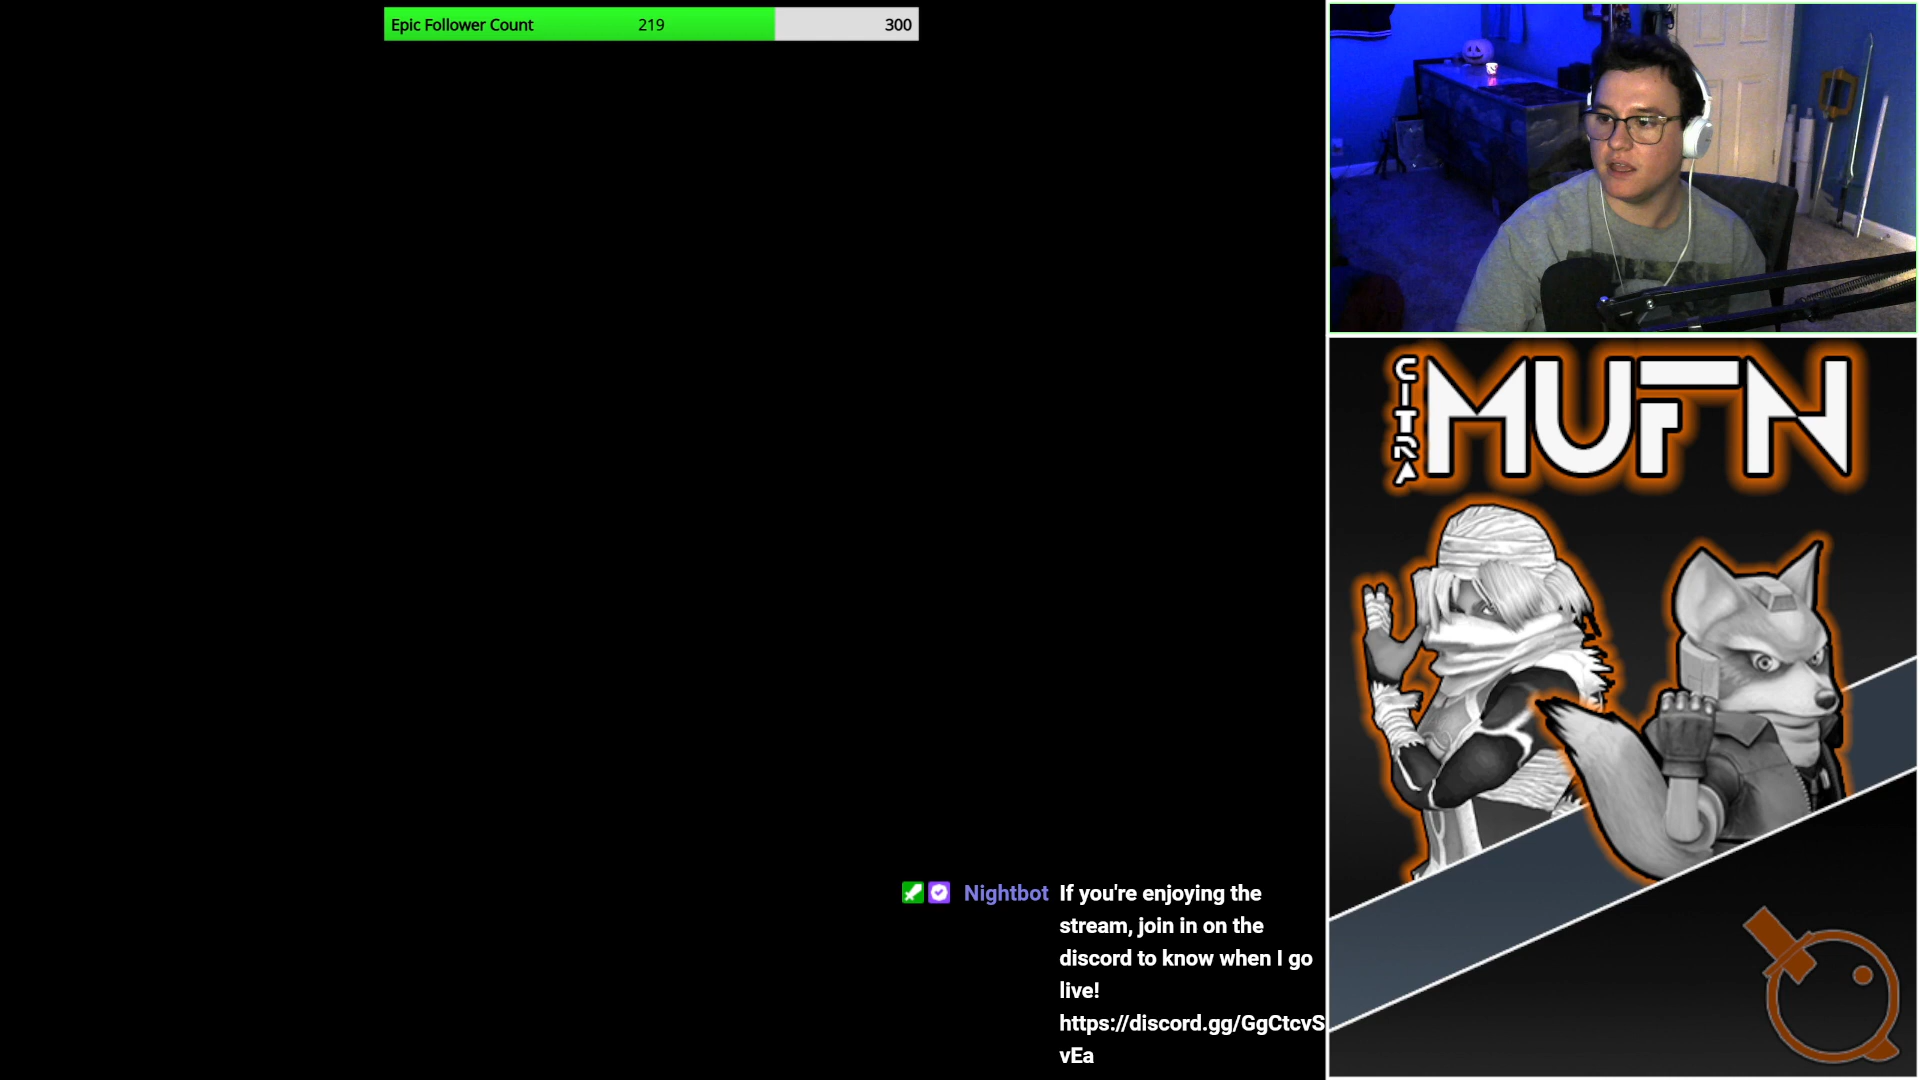 Epic Follower Count 219 300
CITRA
MUFN
Nightbot If you're enjoying the
stream, join in on the
discord to know when I go
live!
https://discord.gg/GgCtcvS
vEa